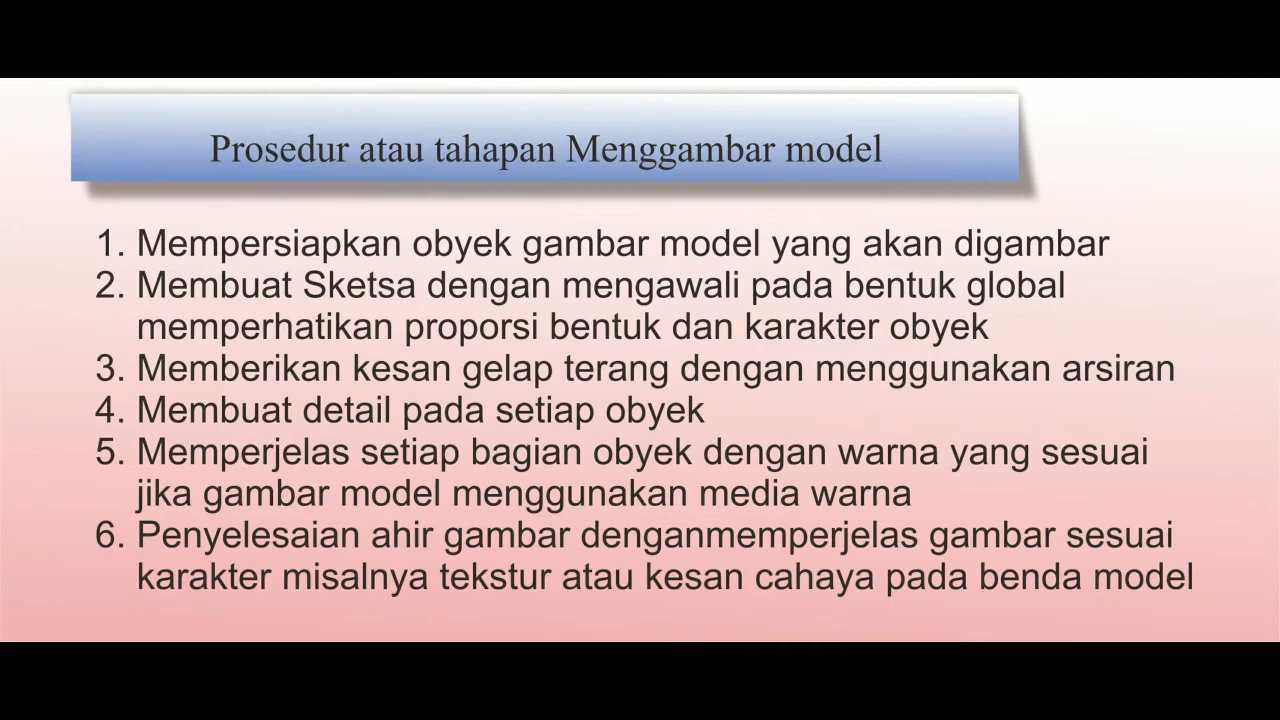 Prosedur atau tahapan Menggambar model
1. Mempersiapkan obyek gambar model yang akan digambar
2. Membuat Sketsa dengan mengawali pada bentuk global
memperhatikan proporsi bentuk dan karakter obyek
3. Memberikan kesan gelap terang dengan menggunakan arsiran
4. Membuat detail pada setiap obyek
5. Memperjelas setiap bagian obyek dengan warna yang sesuai
jika gambar model menggunakan media warna
6. Penyelesaian ahir gambar denganmemperjelas gambar sesuai
karakter misalnya tekstur atau kesan cahaya pada benda model